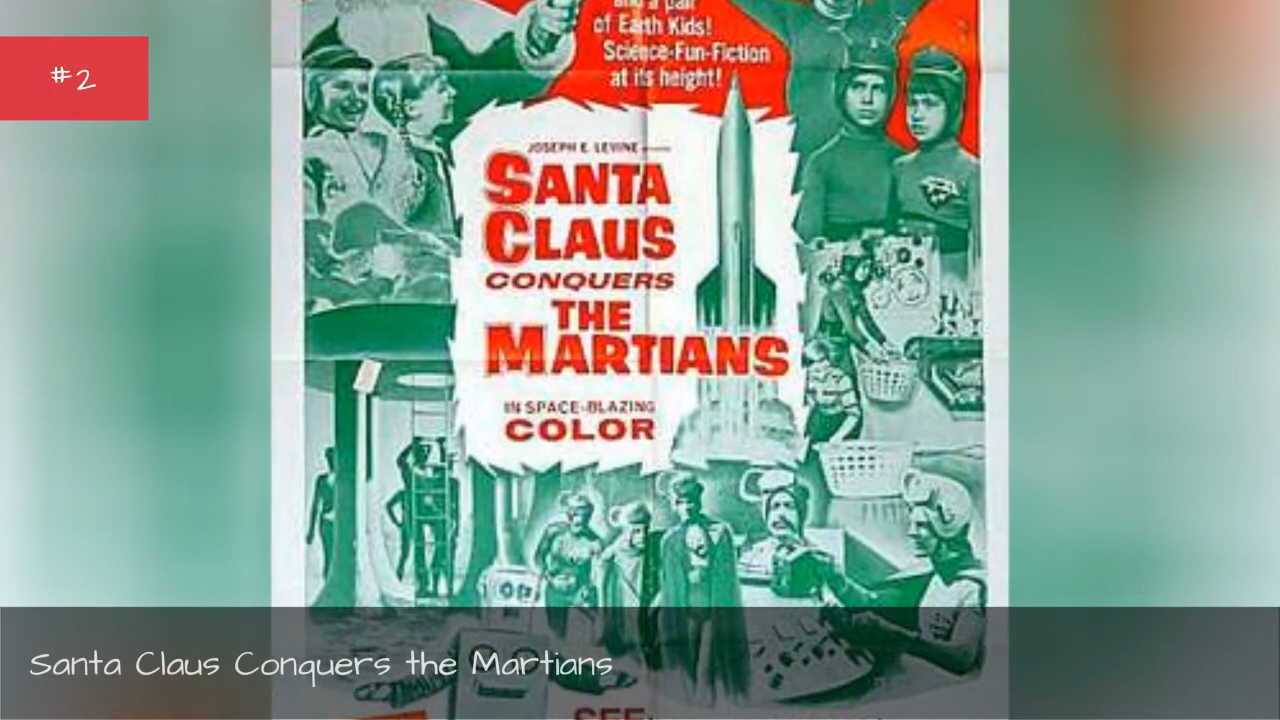 and a pair
of Earth Kids!
Science-Fun-Fiction
at its height!
#2
JOSEPH E. LEVINE
SANTA
CLAUS
CONQUERS
THE
MARTIANS
IN SPACE-BLAZING
COLOR
Santa Claus Conquers the Martians
SEE: